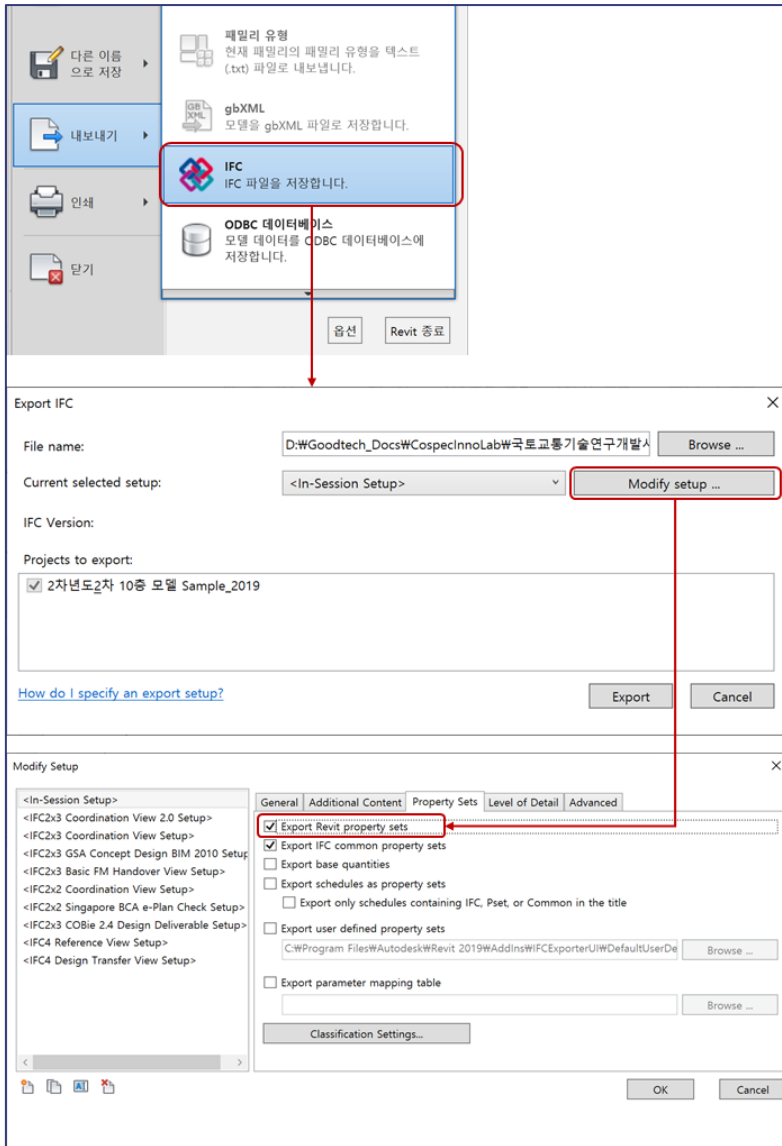 패밀리 유형
현재 패밀리의 패밀리 유형을 텍스트
(.txt) 파일로 내보냅니다.
다른 이름
으로 저장
GB
XML
gbXML
모델을 gbXML 파일로 저장합니다.
내보내기
IFC
IFC 파일을 저장합니다.
인쇄
ODBC 데이터베이스
모델 데이터를 ODBC 데이터베이스에
저장합니다.
닫기
옵션
Revit 종료
Export IFC
File name:
D:₩Goodtech_Docs₩CospecInnoLab₩국토교통기술연구개발사
Browse ...
Current selected setup:
<In-Session Setup>
Modify setup ...
IFC Version:
Projects to export:
2차년도2차 10층 모델 Sample_2019
How do I specify an export setup?
Export
Cancel
Modify Setup
<In-Session Setup>
<IFC2x3 Coordination View 2.0 Setup>
<IFC2x3 Coordination View Setup>
<IFC2x3 GSA Concept Design BIM 2010 Setup
<IFC2x3 Basic FM Handover View Setup>
<IFC2x2 Coordination View Setup>
<IFC2x2 Singapore BCA e-Plan Check Setup>
<IFC2x3 COBie 2.4 Design Deliverable Setup>
<IFC4 Reference View Setup>
<IFC4 Design Transfer View Setup>
General
Additional Content
Property Sets
Level of Detail
Advanced
Export Revit property sets
Export IFC common property sets
Export base quantities
Export schedules as property sets
Export only schedules containing IFC, Pset, or Common in the title
Export user defined property sets
C:₩Program Files₩Autodesk₩Revit 2019₩AddIns₩IFCExporterUI₩DefaultUserDe
Browse ...
Export parameter mapping table
Browse ...
Classification Settings...
OK
Cancel